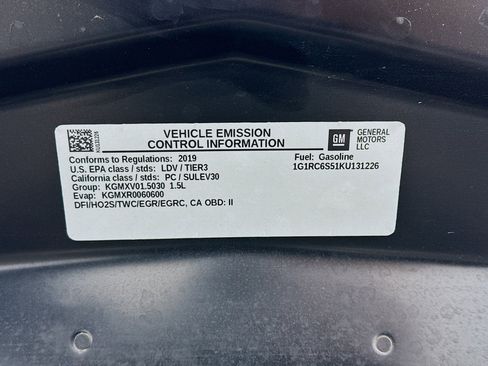 VEHICLE EMISSION
CONTROL INFORMATION
GM
GENERAL
MOTORS
LLC
Conforms to Regulations: 2019
U.S. EPA class / stds: LDV / TIER3
California class / stds: PC / SULEV30
Group: KGMXV01.5030 1.5L
Evap: KGMXR0060600
DFI/HO2S/TWC/EGR/EGRC, CA OBD: II
Fuel: Gasoline
1G1RC6S51KU131226